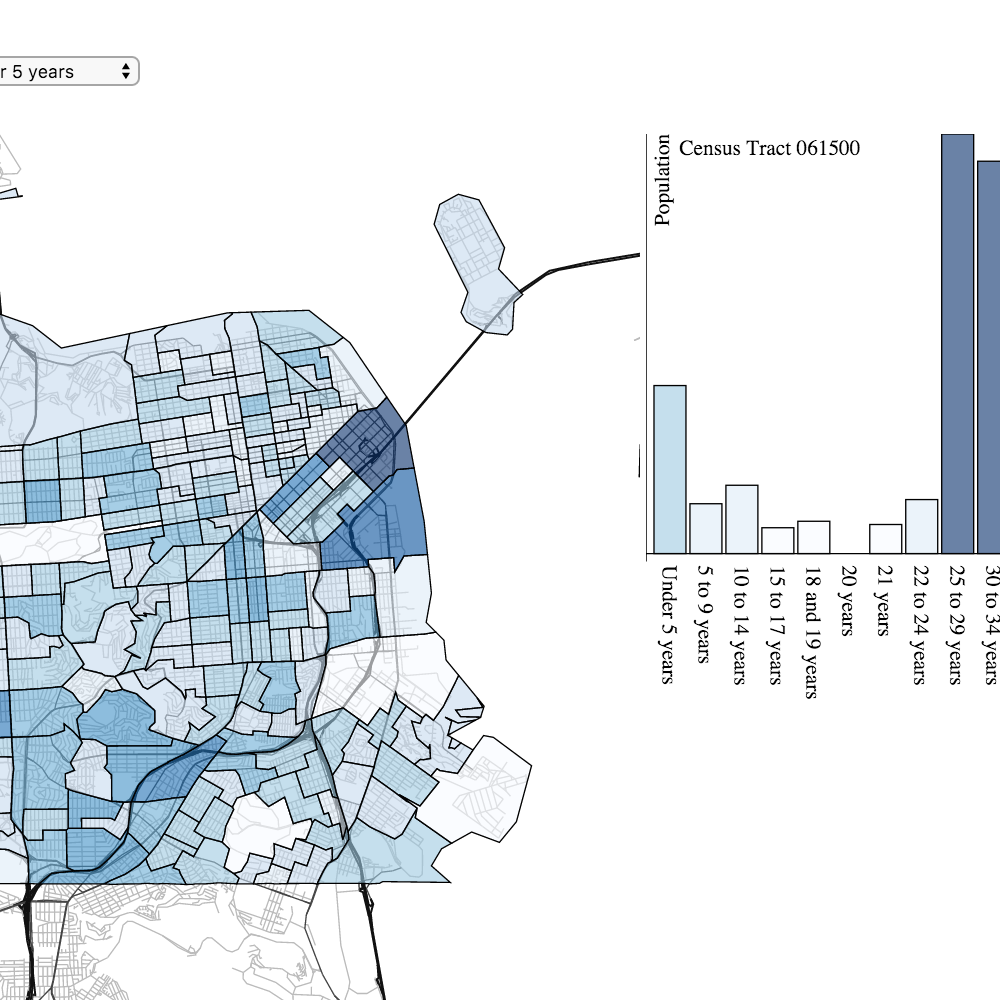 r 5 years
Population
Census Tract 061500
Under 5 years
5 to 9 years
10 to 14 years
15 to 17 years
18 and 19 years
20 years
21 years
22 to 24 years
25 to 29 years
30 to 34 years